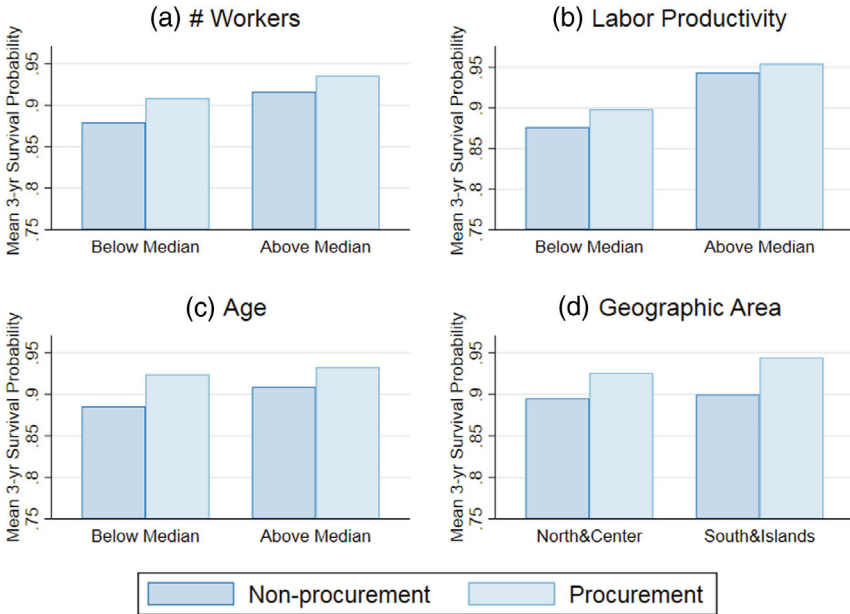 (a) # Workers
Mean 3-yr Survival Probability
.95
.9
.85
.8
.75
Below Median
Above Median
(b) Labor Productivity
Mean 3-yr Survival Probability
.95
.9
.85
.8
.75
Below Median
Above Median
(c) Age
Mean 3-yr Survival Probability
.95
.9
.85
.8
.75
Below Median
Above Median
(d) Geographic Area
Mean 3-yr Survival Probability
.95
.9
.85
.8
.75
North&Center
South&Islands
Non-procurement
Procurement